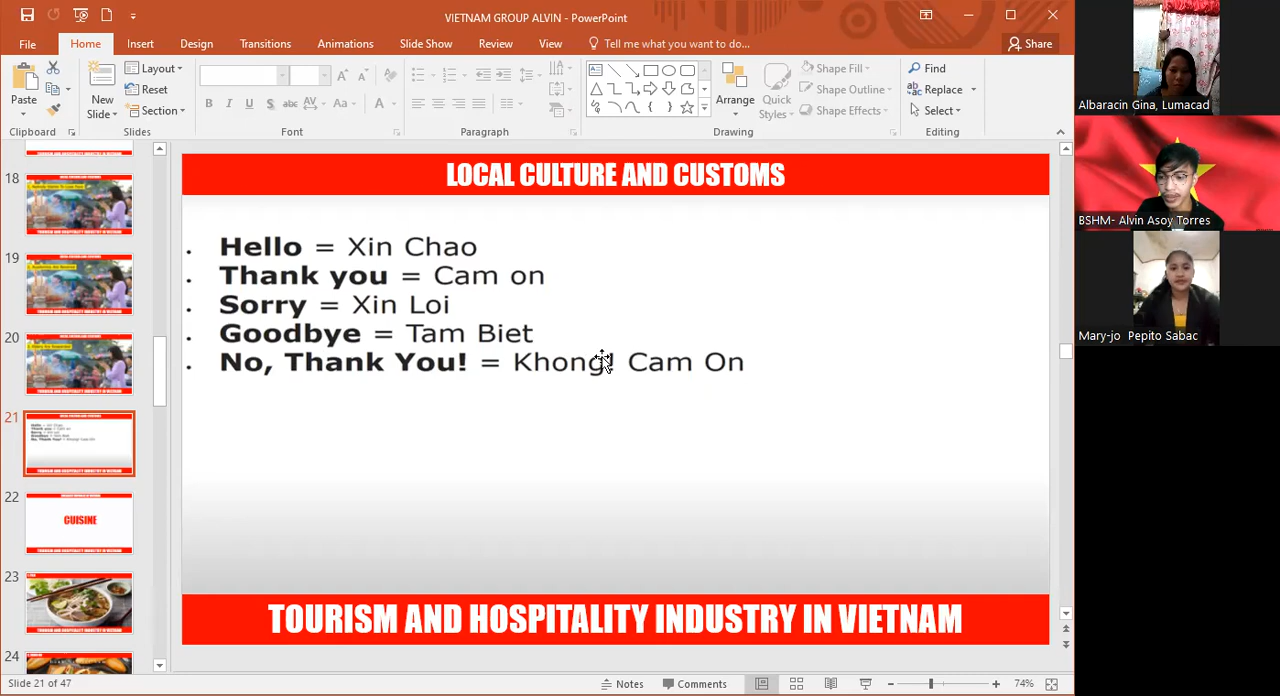 VIETNAM GROUP ALVIN - PowerPoint
File Home Insert Design Transitions Animations Slide Show Review View Tell me what you want to do... Share
Paste
Clipboard
New Slide
Layout
Reset
Section
Slides
B I U S abc AV Aa A
Font
Paragraph
Arrange
Quick Styles
Shape Fill
Shape Outline
Shape Effects
Drawing
Find
Replace
Select
Editing
18
19
20
21
22
CUISINE
23
24
LOCAL CULTURE AND CUSTOMS
. Hello = Xin Chao
. Thank you = Cam on
. Sorry = Xin Loi
. Goodbye = Tam Biet
. No, Thank You! = Khong! Cam On
TOURISM AND HOSPITALITY INDUSTRY IN VIETNAM
Albaracin Gina, Lumacad
BSHM- Alvin Asoy Torres
Mary-jo Pepito Sabac
Slide 21 of 47 Notes Comments 74%